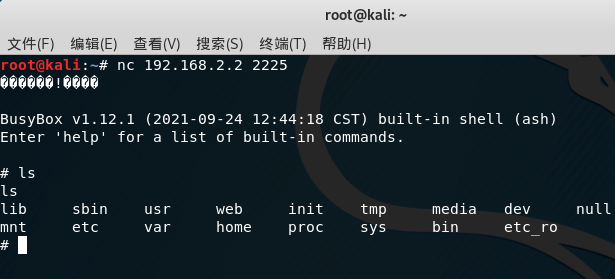 root@kali: ~
文件(F) 编辑(E) 查看(V) 搜索(S) 终端(T) 帮助(H)
root@kali:~# nc 192.168.2.2 2225
������!����
BusyBox v1.12.1 (2021-09-24 12:44:18 CST) built-in shell (ash)
Enter 'help' for a list of built-in commands.
# ls
ls
lib sbin usr web init tmp media dev null
mnt etc var home proc sys bin etc_ro
#